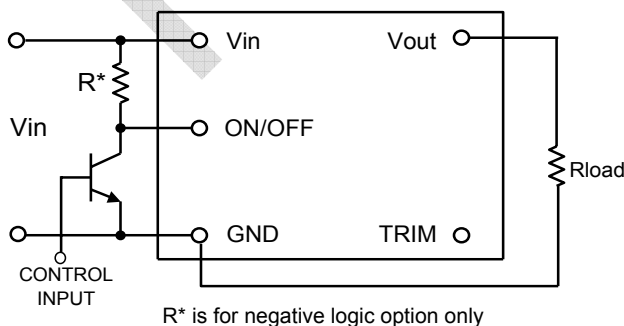 Vin
Vout
R*
Vin
ON/OFF
Rload
GND
TRIM
CONTROL
INPUT
R* is for negative logic option only